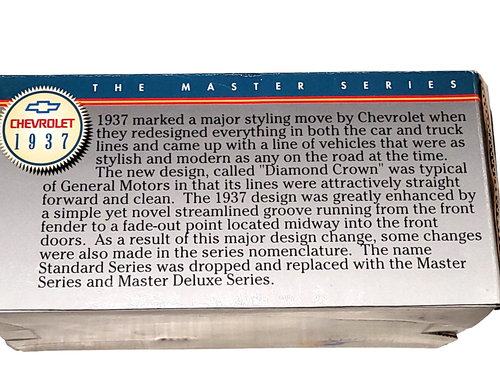 THE MASTER SERIES
CHEVROLET
1937
1937 marked a major styling move by Chevrolet when
they redesigned everything in both the car and truck
lines and came up with a line of vehicles that were as
stylish and modern as any on the road at the time.
The new design, called "Diamond Crown" was typical
of General Motors in that its lines were attractively straight
forward and clean. The 1937 design was greatly enhanced by
a simple yet novel streamlined groove running from the front
fender to a fade-out point located midway into the front
doors. As a result of this major design change, some changes
were also made in the series nomenclature. The name
Standard Series was dropped and replaced with the Master
Series and Master Deluxe Series.